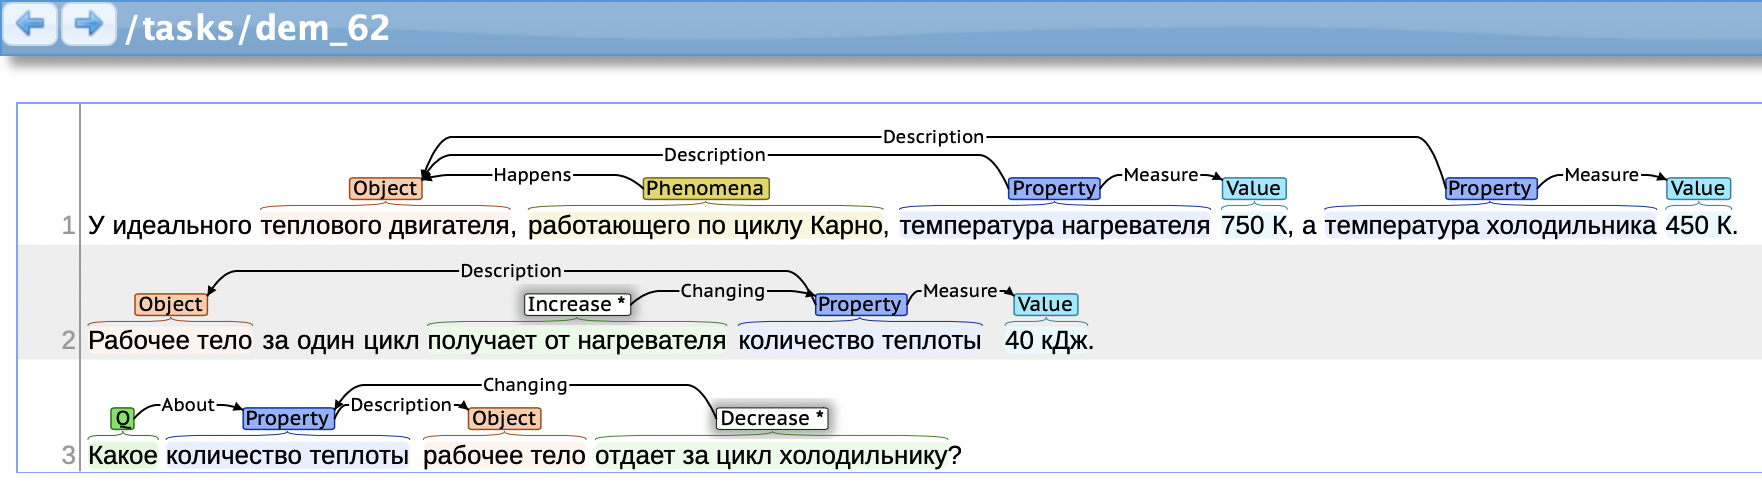 /tasks/dem_62
Description
Description
Happens Measure Measure
Object Phenomena Property Value Property Value
1 У идеального теплового двигателя, работающего по циклу Карно, температура нагревателя 750 К, а температура холодильника 450 К.
Description
Changing Measure
Object Increase * Property Value
2 Рабочее тело за один цикл получает от нагревателя количество теплоты 40 кДж.
Changing
About Description
Q Property Object Decrease *
3 Какое количество теплоты рабочее тело отдает за цикл холодильнику?